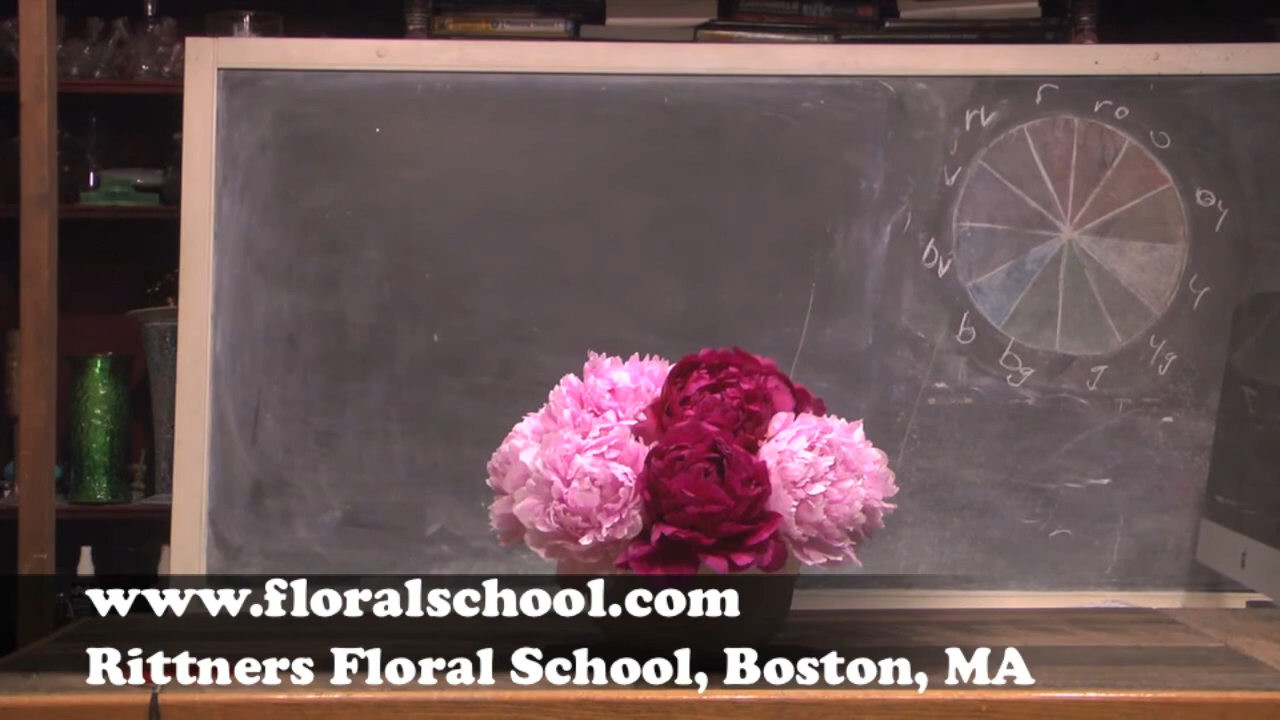 r
ro
rv
o
v
oy
bv
y
b
yg
bg
g
www.floralschool.com
Rittners Floral School, Boston, MA